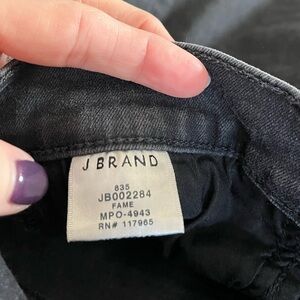 J BRAND
835
JB002284
FAME
MPO-4943
RN# 117965